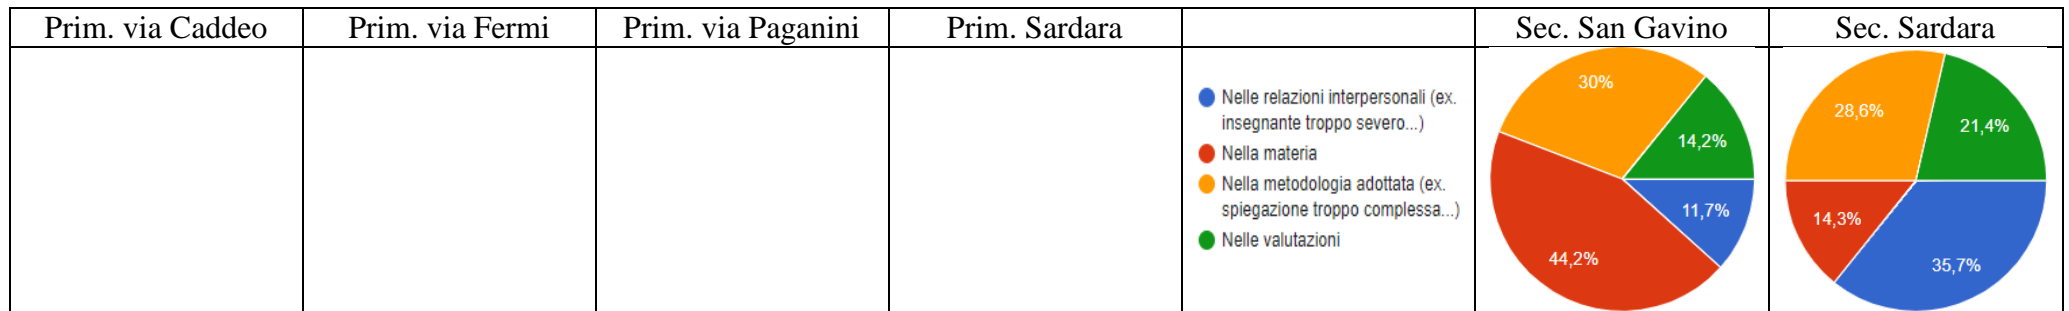 Prim. via Caddeo
Prim. via Fermi
Prim. via Paganini
Prim. Sardara
Sec. San Gavino
Sec. Sardara
Nelle relazioni interpersonali (ex.
insegnante troppo severo...)
Nella materia
Nella metodologia adottata (ex.
spiegazione troppo complessa...)
Nelle valutazioni
30%
14,2%
11,7%
44,2%
28,6%
21,4%
14,3%
35,7%